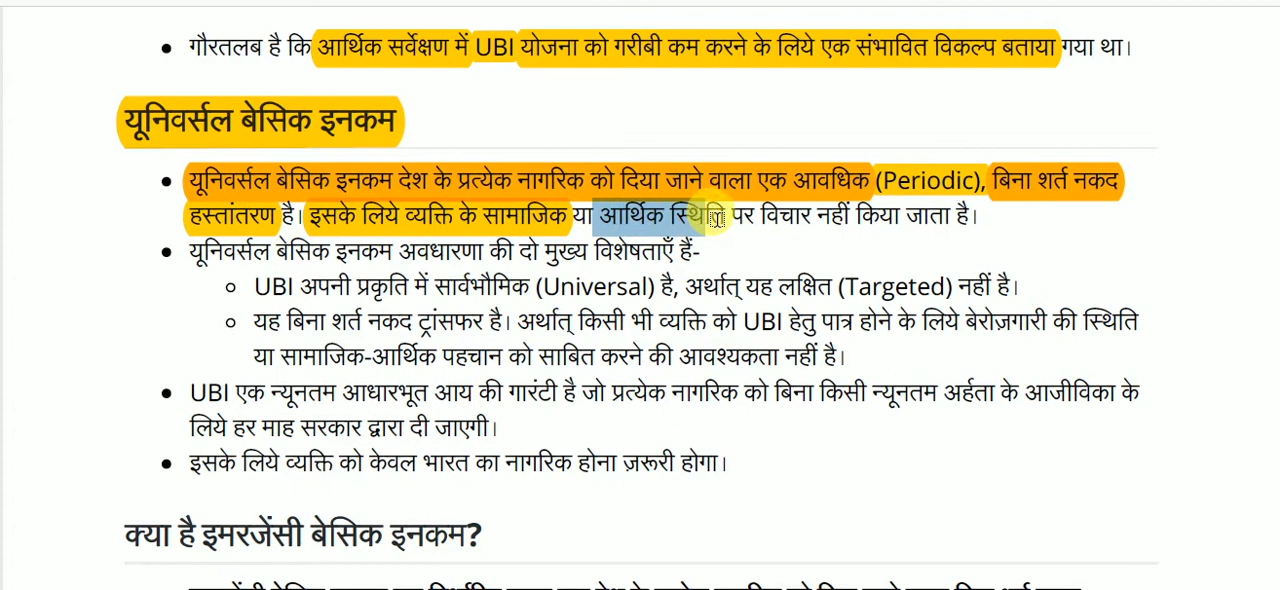 गौरतलब है कि आर्थिक सर्वेक्षण में UBI योजना को गरीबी कम करने के लिये एक संभावित विकल्प बताया गया था।
यूनिवर्सल बेसिक इनकम
यूनिवर्सल बेसिक इनकम देश के प्रत्येक नागरिक को दिया जाने वाला एक आवधिक (Periodic), बिना शर्त नकद
हस्तांतरण है। इसके लिये व्यक्ति के सामाजिक या आर्थिक स्थिति पर विचार नहीं किया जाता है।
यूनिवर्सल बेसिक इनकम अवधारणा की दो मुख्य विशेषताएँ हैं-
UBI अपनी प्रकृति में सार्वभौमिक (Universal) है, अर्थात् यह लक्षित (Targeted) नहीं है।
यह बिना शर्त नकद ट्रांसफर है। अर्थात् किसी भी व्यक्ति को UBI हेतु पात्र होने के लिये बेरोज़गारी की स्थिति
या सामाजिक-आर्थिक पहचान को साबित करने की आवश्यकता नहीं है।
UBI एक न्यूनतम आधारभूत आय की गारंटी है जो प्रत्येक नागरिक को बिना किसी न्यूनतम अर्हता के आजीविका के
लिये हर माह सरकार द्वारा दी जाएगी।
इसके लिये व्यक्ति को केवल भारत का नागरिक होना ज़रूरी होगा।
क्या है इमरजेंसी बेसिक इनकम?